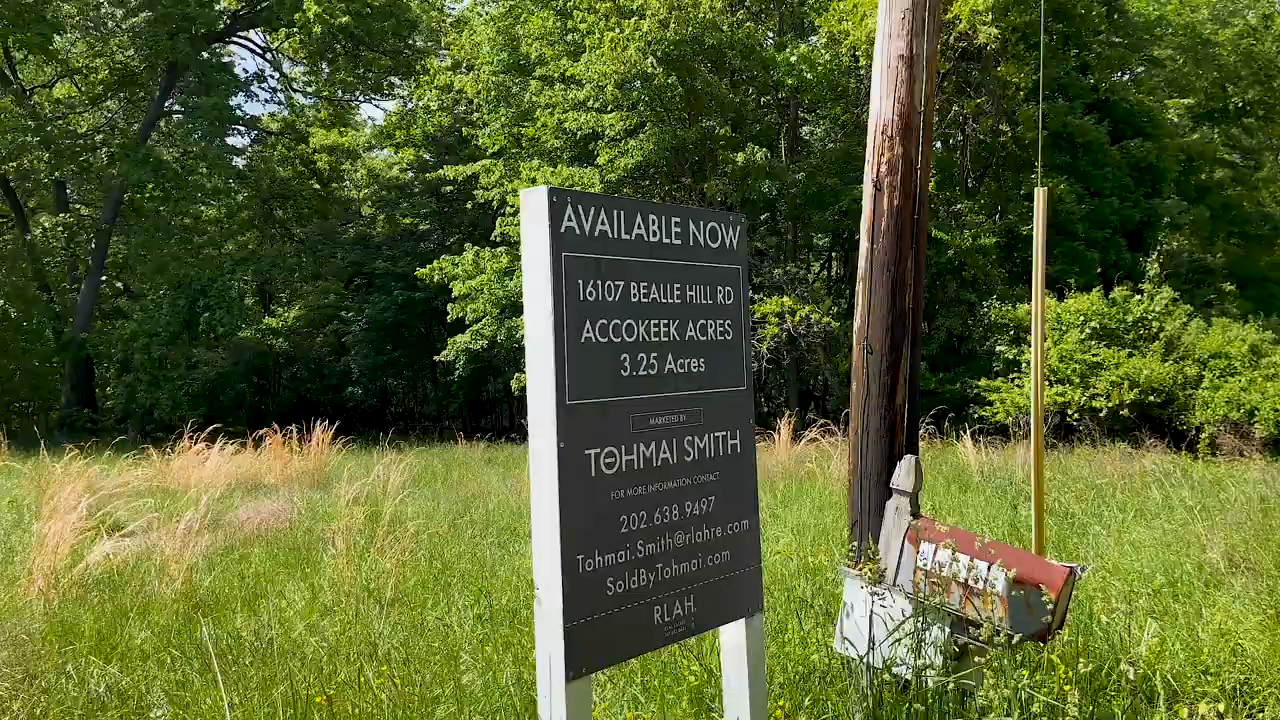 AVAILABLE NOW
16107 BEALLE HILL RD
ACCOKEEK ACRES
3.25 Acres
MARKETED BY
TOHMAI SMITH
FOR MORE INFORMATION CONTACT
202.638.9497
Tohmai.Smith@rlahre.com
SoldByTohmai.com
RLAH